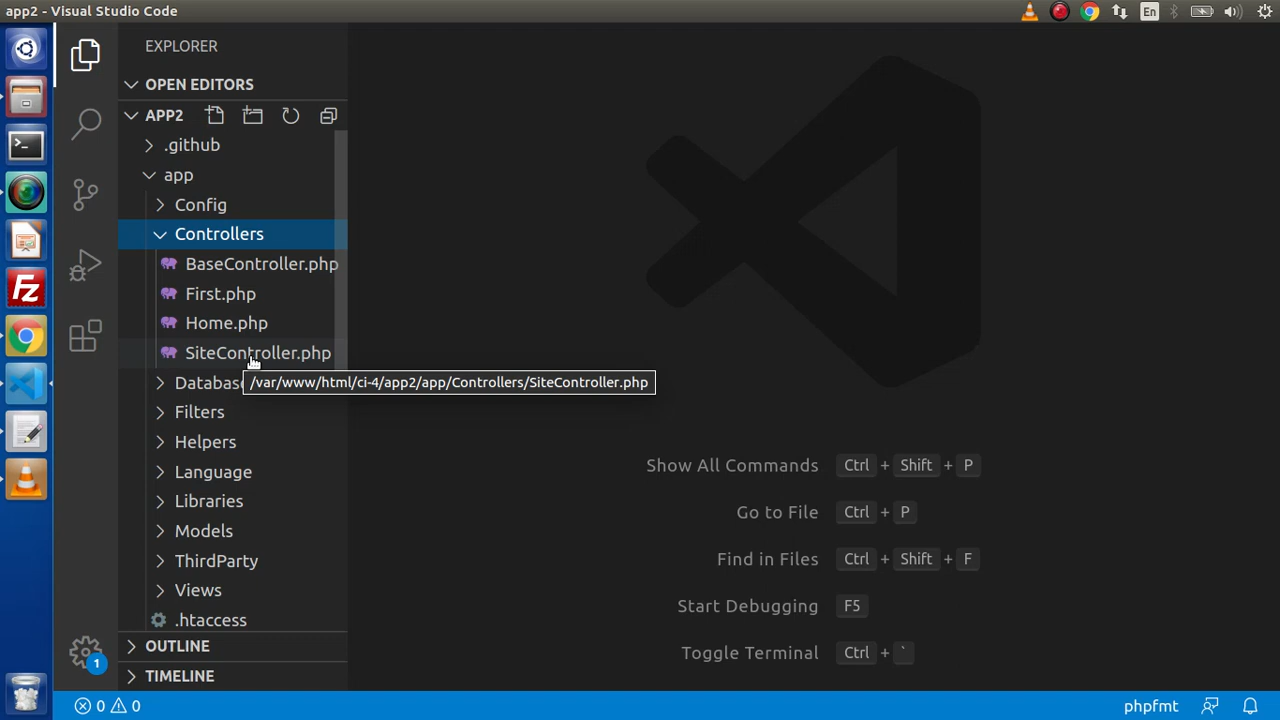 app2 - Visual Studio Code
En
EXPLORER
OPEN EDITORS
APP2
.github
app
Config
Controllers
BaseController.php
First.php
Home.php
SiteController.php
Database
/var/www/html/ci-4/app2/app/Controllers/SiteController.php
Filters
Helpers
Language
Libraries
Models
ThirdParty
Views
.htaccess
OUTLINE
TIMELINE
Show All Commands Ctrl + Shift + P
Go to File Ctrl + P
Find in Files Ctrl + Shift + F
Start Debugging F5
Toggle Terminal Ctrl + `
1
0 0
phpfmt